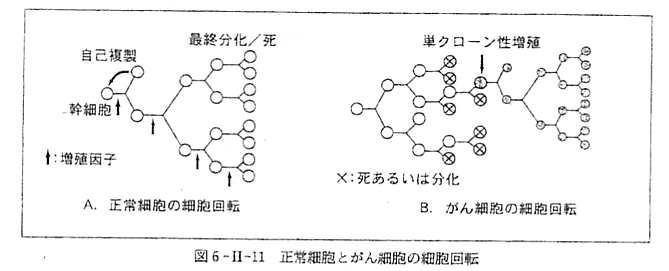 最終分化／死
自己複製
幹細胞
↑:増殖因子
A. 正常細胞の細胞回転
単クローン性増殖
×:死あるいは分化
B. がん細胞の細胞回転
図6-II-11 正常細胞とがん細胞の細胞回転